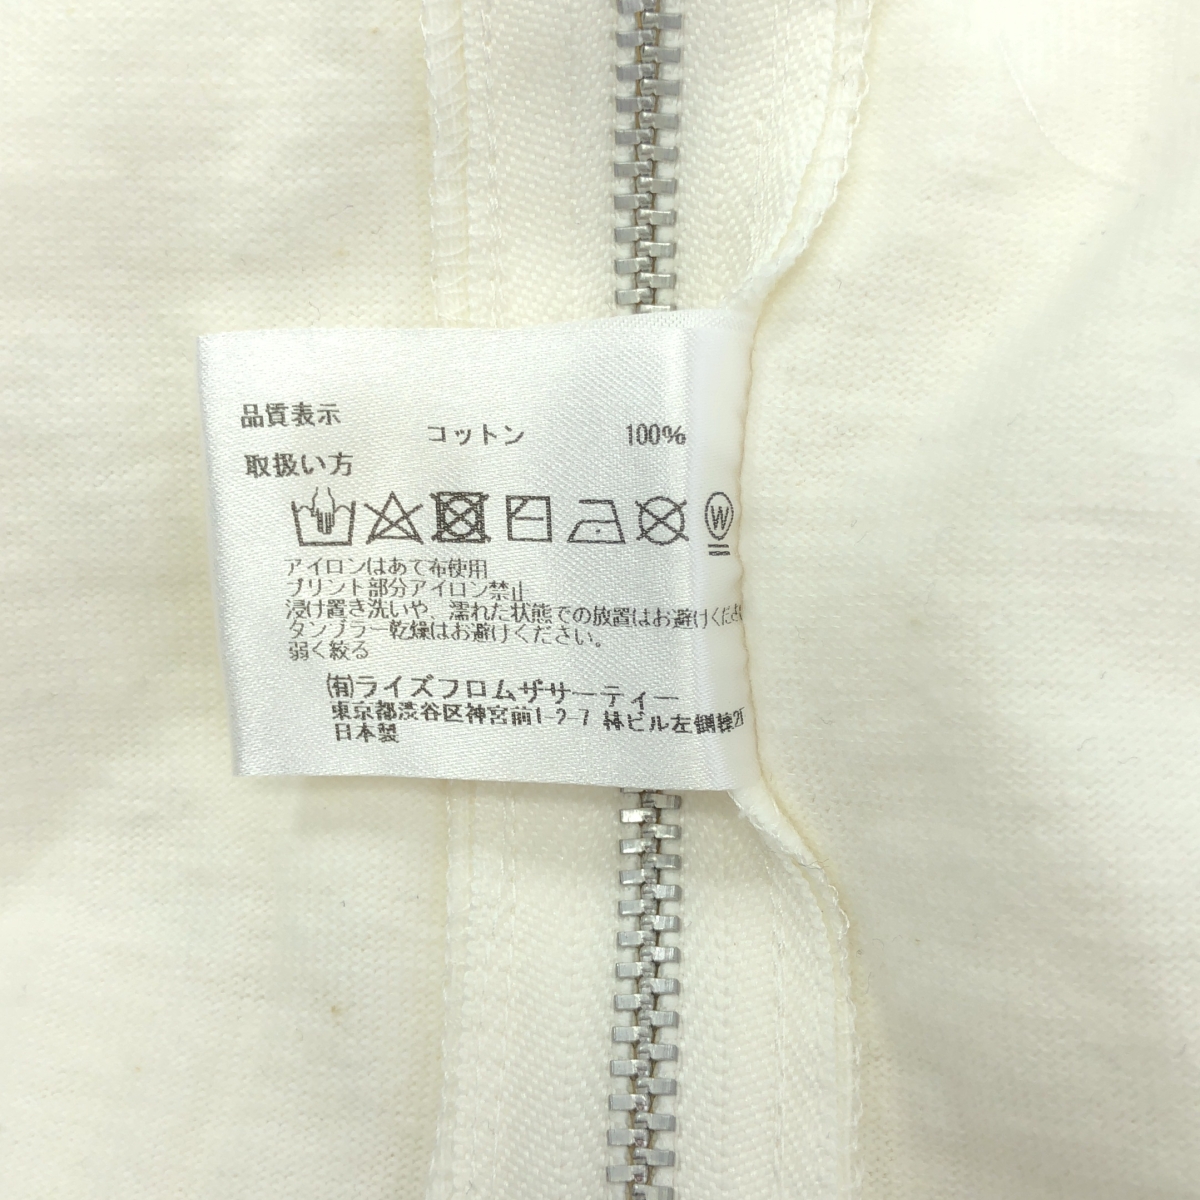 品質表示
コットン 100%
取扱い方
W
アイロンはあて布使用
プリント部分アイロン禁止
浸け置き洗いや、濡れた状態での放置はお避けくださ
タンブラー乾燥はお避けください。
弱く絞る
(有)ライズフロムザサーティー
東京都渋谷区神宮前1-2-7 ビル左側棟2F
日本製